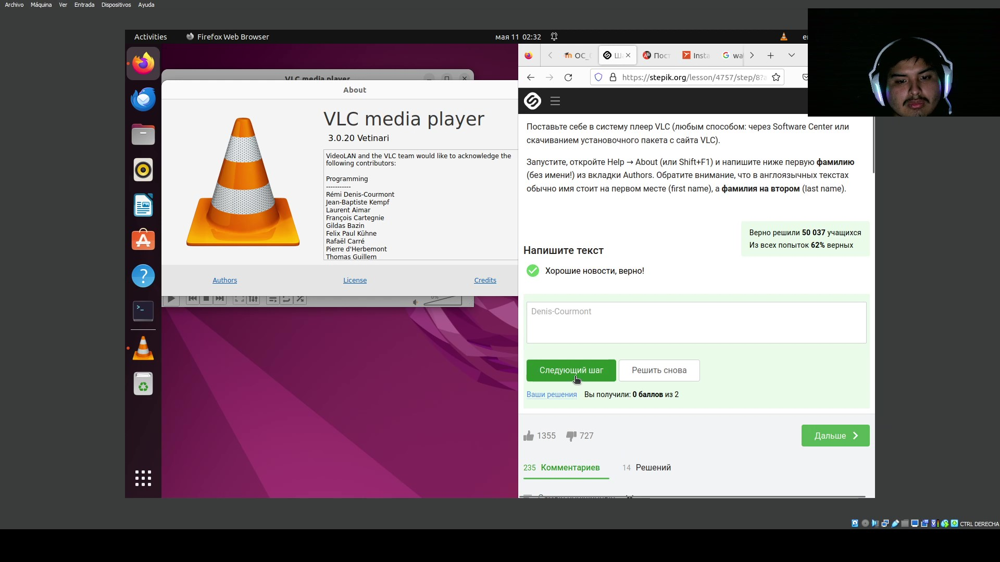 Archivo Máquina Ver Entrada Dispositivos Ayuda
Activities Firefox Web Browser мая 11 02:32
VLC media player
About
VLC media player
3.0.20 Vetinari
VideoLAN and the VLC team would like to acknowledge the
following contributors:
Programming
-----------
Rémi Denis-Courmont
Jean-Baptiste Kempf
Laurent Aimar
François Cartegnie
Gildas Bazin
Felix Paul Kühne
Rafaël Carré
Pierre d'Herbemont
Thomas Guillem
Authors License Credits
0%
https://stepik.org/lesson/4757/step/8?
Поставьте себе в систему плеер VLC (любым способом: через Software Center или
скачиванием установочного пакета с сайта VLC).
Запустите, откройте Help → About (или Shift+F1) и напишите ниже первую фамилию
(без имени!) из вкладки Authors. Обратите внимание, что в англоязычных текстах
обычно имя стоит на первом месте (first name), а фамилия на втором (last name).
Верно решили 50 037 учащихся
Из всех попыток 62% верных
Напишите текст
Хорошие новости, верно!
Denis-Courmont
Следующий шаг Решить снова
Ваши решения Вы получили: 0 баллов из 2
1355 727 Дальше
235 Комментариев 14 Решений
CTRL DERECHA